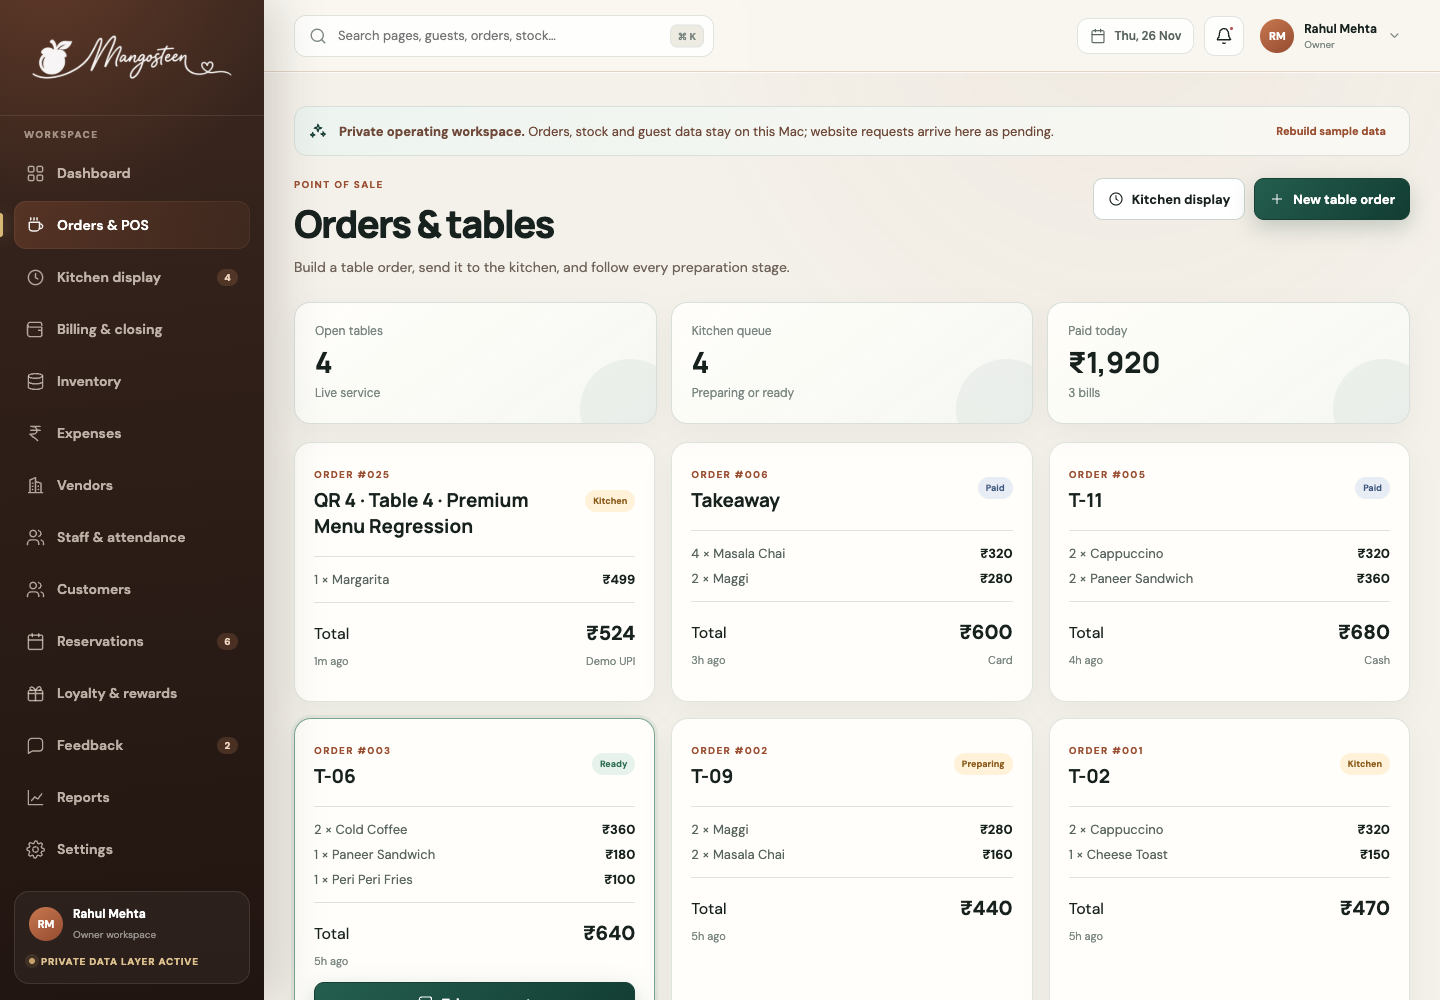 Mangosteen
WORKSPACE
Dashboard
Orders & POS
Kitchen display
4
Billing & closing
Inventory
Expenses
Vendors
Staff & attendance
Customers
Reservations
6
Loyalty & rewards
Feedback
2
Reports
Settings
RM
Rahul Mehta
Owner workspace
PRIVATE DATA LAYER ACTIVE
Search pages, guests, orders, stock...
⌘ K
Thu, 26 Nov
RM
Rahul Mehta
Owner
Private operating workspace. Orders, stock and guest data stay on this Mac; website requests arrive here as pending.
Rebuild sample data
POINT OF SALE
Orders & tables
Build a table order, send it to the kitchen, and follow every preparation stage.
Kitchen display
New table order
Open tables
4
Live service
Kitchen queue
4
Preparing or ready
Paid today
₹1,920
3 bills
ORDER #025
QR 4 · Table 4 · Premium
Menu Regression
Kitchen
1 × Margarita ₹499
Total ₹524
1m ago Demo UPI
ORDER #006
Takeaway
Paid
4 × Masala Chai ₹320
2 × Maggi ₹280
Total ₹600
3h ago Card
ORDER #005
T-11
Paid
2 × Cappuccino ₹320
2 × Paneer Sandwich ₹360
Total ₹680
4h ago Cash
ORDER #003
T-06
Ready
2 × Cold Coffee ₹360
1 × Paneer Sandwich ₹180
1 × Peri Peri Fries ₹100
Total ₹640
5h ago
ORDER #002
T-09
Preparing
2 × Maggi ₹280
2 × Masala Chai ₹160
Total ₹440
5h ago
ORDER #001
T-02
Kitchen
2 × Cappuccino ₹320
1 × Cheese Toast ₹150
Total ₹470
5h ago